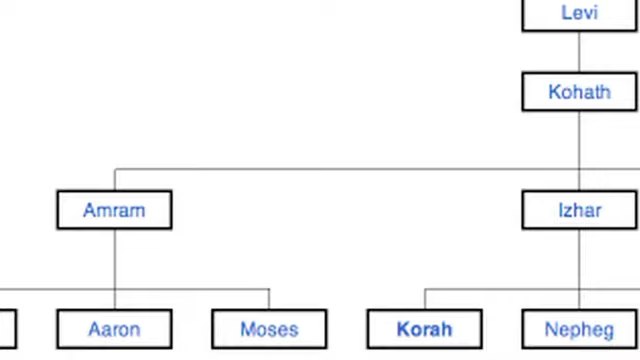 Levi
Kohath
Amram
Izhar
Aaron
Moses
Korah
Nepheg